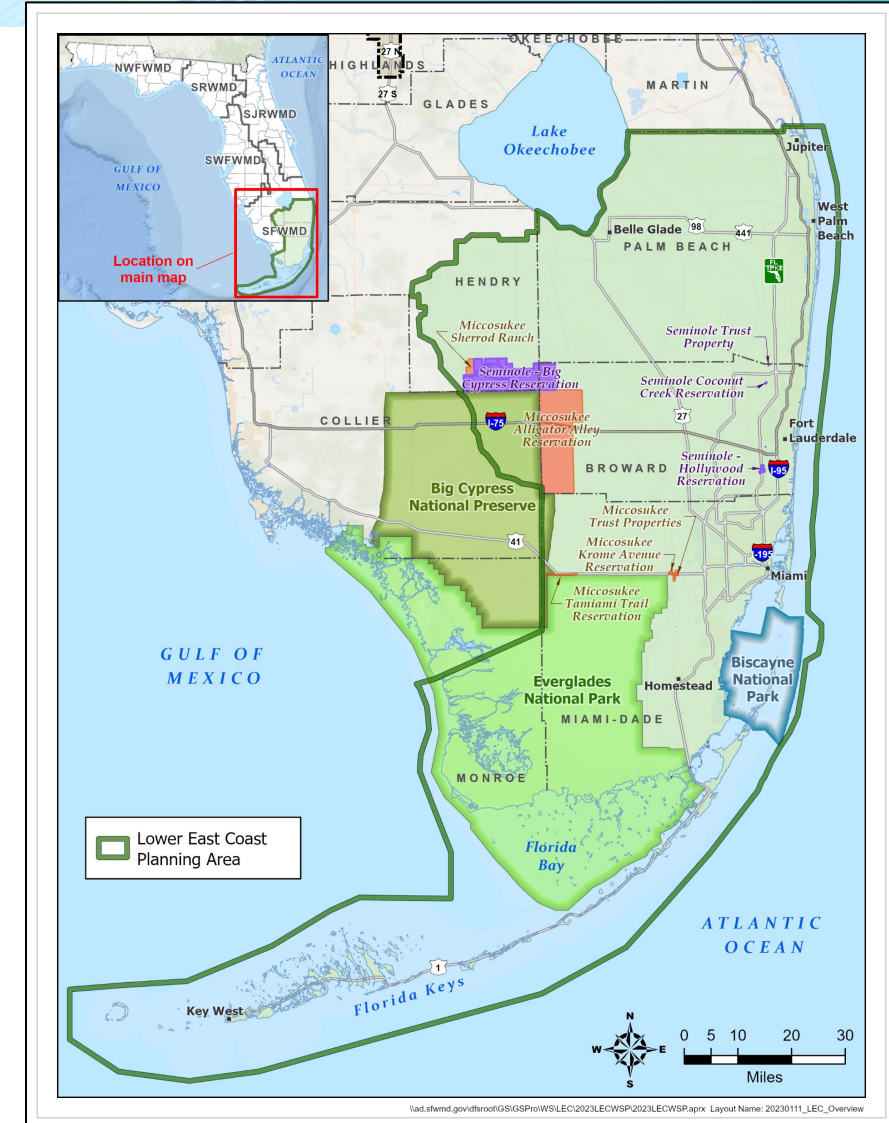 NWFWMD
SRWMD
SJRWMD
SWFWMD
SFWMD
ATLANTIC
OCEAN
GULF OF
MEXICO
Location on
main map
OKEECHOBEE
27 N
HIGHLANDS
27 S
GLADES
MARTIN
Lake
Okeechobee
Jupiter
West
Palm
Beach
Belle Glade
98
441
PALM BEACH
FL
TPKE
HENDRY
Miccosukee
Sherrod Ranch
Seminole Trust
Property
Seminole - Big
Cypress Reservation
Seminole Coconut
Creek Reservation
COLLIER
I-75
Miccosukee
Alligator Alley
Reservation
27
Fort
Lauderdale
BROWARD
Seminole -
Hollywood
Reservation
I-95
Big Cypress
National Preserve
Miccosukee
Trust Properties
41
Miccosukee
Krome Avenue
Reservation
I-195
Miami
Miccosukee
Tamiami Trail
Reservation
GULF OF
MEXICO
Everglades
National Park
Homestead
Biscayne
National
Park
MIAMI-DADE
MONROE
Lower East Coast
Planning Area
Florida
Bay
ATLANTIC
OCEAN
1
Florida Keys
Key West
N
W
E
S
0 5 10 20 30
Miles
\\ad.sfwmd.gov\dfsroot\GS\GSPro\WS\LEC\2023LECWSP\2023LECWSP.aprx Layout Name: 20230111_LEC_Overview